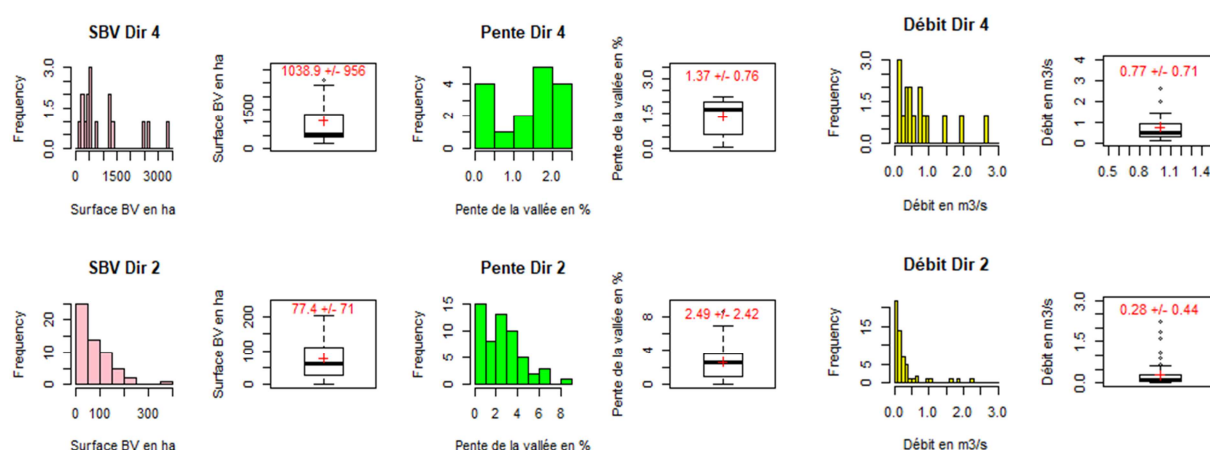 SBV Dir 4
Frequency
0.0 1.5 3.0
0 1500 3000
Surface BV en ha
Surface BV en ha
0 1500
1038.9 +/- 956
Pente Dir 4
Frequency
0 2 4
0.0 1.0 2.0
Pente de la vallée en %
Pente de la vallée en %
0.0 1.5 3.0
1.37 +/- 0.76
Débit Dir 4
Frequency
0.0 1.5 3.0
0.0 1.0 2.0 3.0
Débit en m3/s
Débit en m3/s
0 1 2 3 4
0.77 +/- 0.71
0.5 0.8 1.1 1.4
SBV Dir 2
Frequency
0 10 20
100 300
Surface BV en ha
Surface BV en ha
0 100 200
77.4 +/- 71
Pente Dir 2
Frequency
0 5 10 15
0 2 4 6 8
Pente de la vallée en %
Pente de la vallée en %
0 4 8
2.49 +/- 2.42
Débit Dir 2
Frequency
0 5 15
0.0 1.0 2.0 3.0
Débit en m3/s
Débit en m3/s
0.0 1.5 3.0
0.28 +/- 0.44